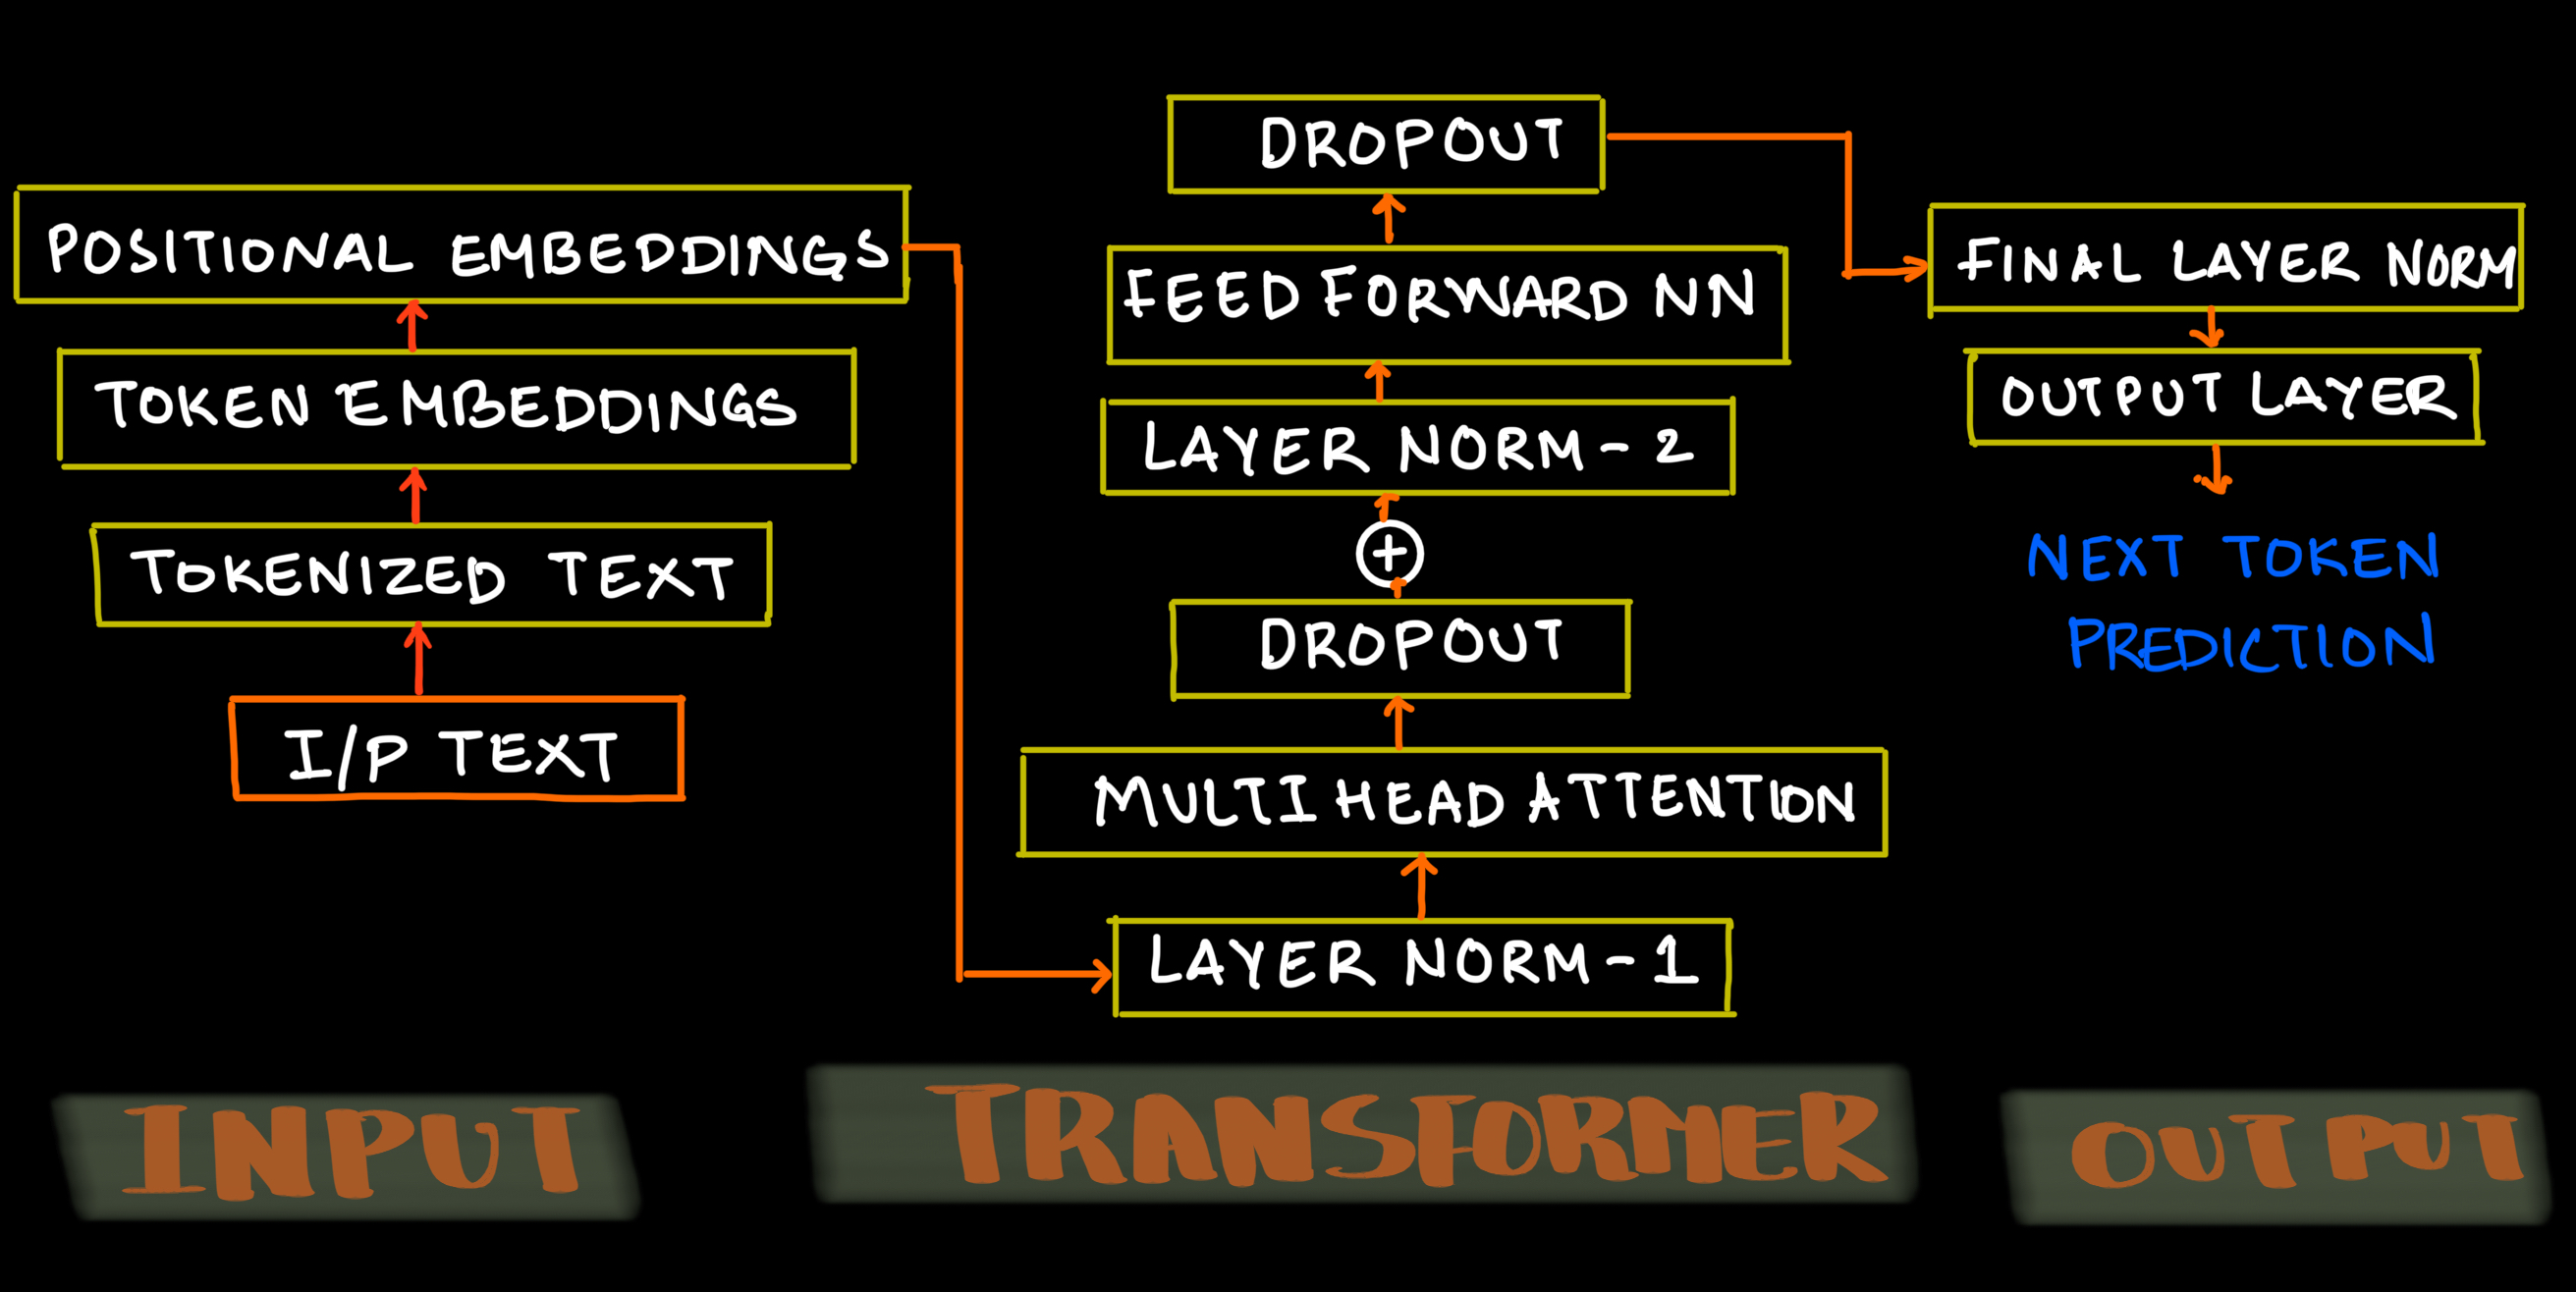 POSITIONAL EMBEDDINGS
TOKEN EMBEDDINGS
TOKENIZED TEXT
I/P TEXT
INPUT
DROPOUT
FEED FORWARD NN
LAYER NORM - 2
+
DROPOUT
MULTI HEAD ATTENTION
LAYER NORM - 1
TRANSFORMER
FINAL LAYER NORM
OUTPUT LAYER
NEXT TOKEN
PREDICTION
OUTPUT